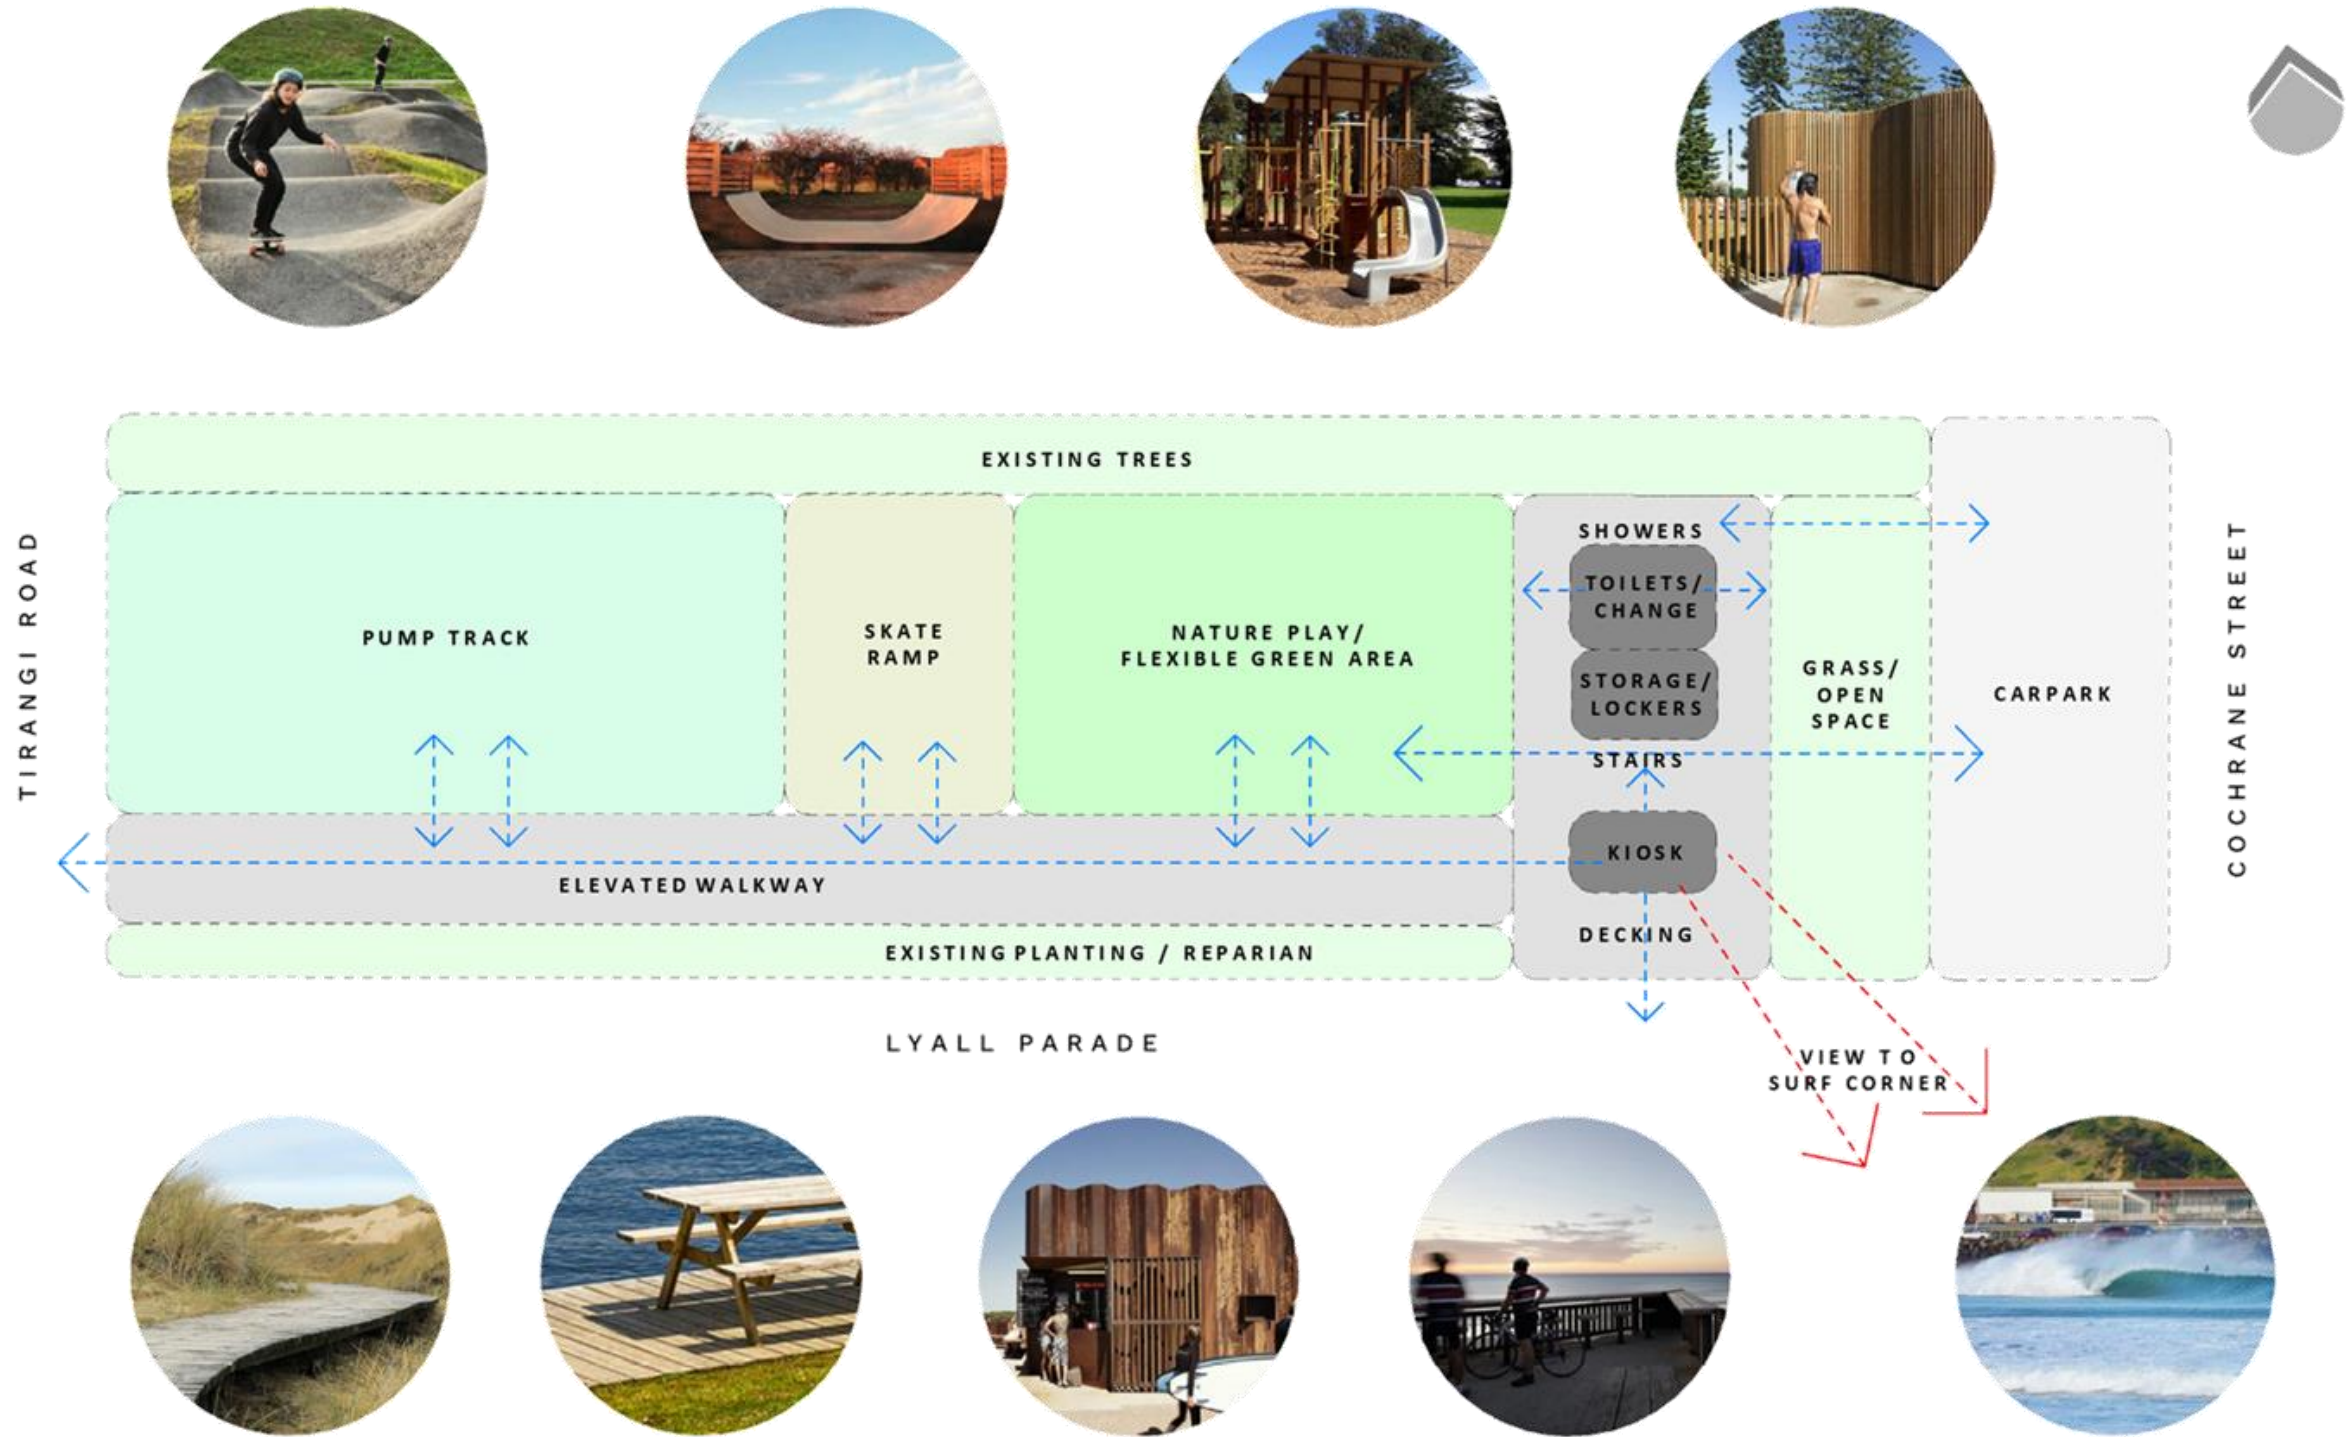 EXISTING TREES
TIRANGI ROAD
PUMP TRACK
SKATE
RAMP
NATURE PLAY/
FLEXIBLE GREEN AREA
SHOWERS
TOILETS/
CHANGE
STORAGE/
LOCKERS
STAIRS
KIOSK
DECKING
GRASS/
OPEN
SPACE
CARPARK
COCHRANE STREET
ELEVATED WALKWAY
EXISTING PLANTING / REPARIAN
LYALL PARADE
VIEW TO
SURF CORNER